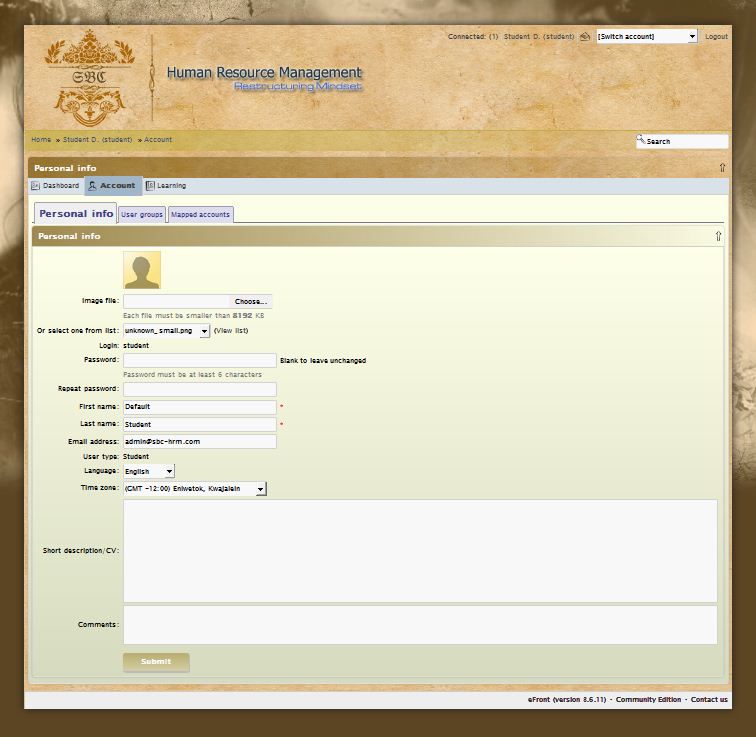 Connected: (1) Student D. (student) [Switch account] Logout
SBC
Human Resource Management
Restructuring Mindset
Home » Student D. (student) » Account
Search
Personal info
Dashboard Account Learning
Personal info User groups Mapped accounts
Personal info
Image file: Choose...
Each file must be smaller than 8192 KB
Or select one from list: unknown_small.png (View list)
Login: student
Password: Blank to leave unchanged
Password must be at least 6 characters
Repeat password:
First name: Default *
Last name: Student *
Email address: admin@sbc-hrm.com
User type: Student
Language: English
Time zone: (GMT -12:00) Eniwetok, Kwajalein
Short description/CV:
Comments:
Submit
eFront (version 3.6.11) - Community Edition - Contact us